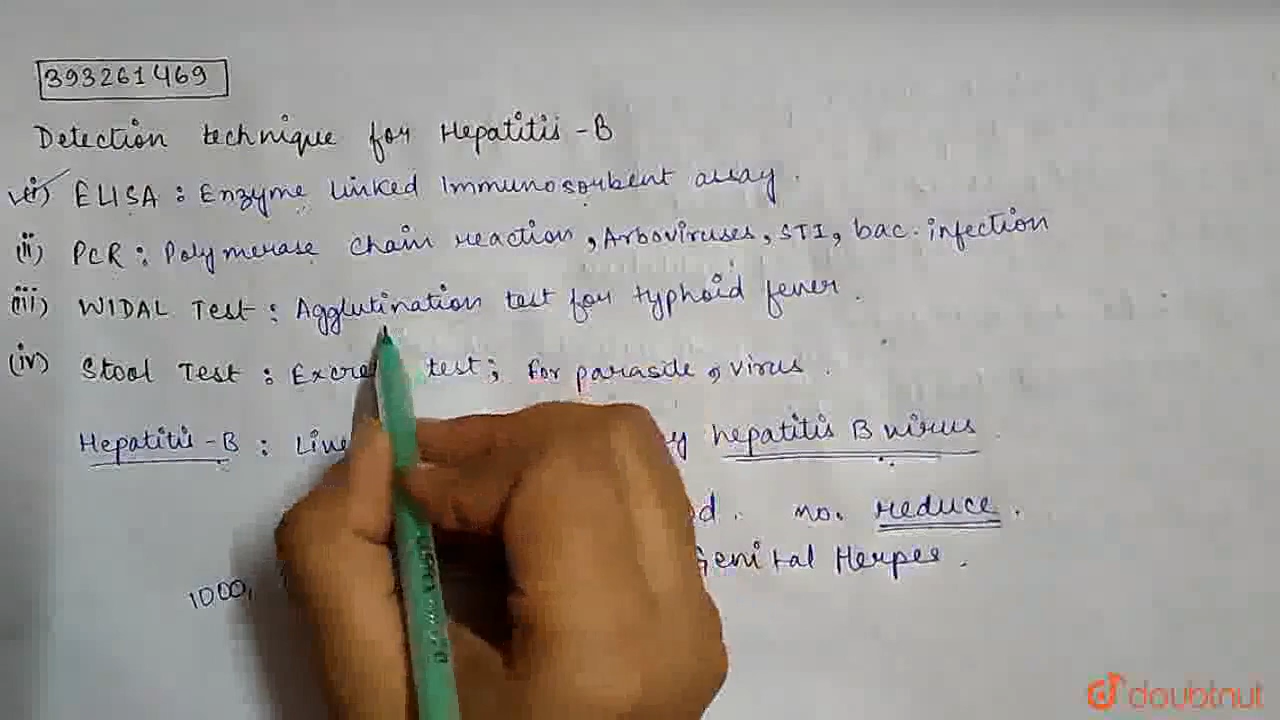 393261469
Detection technique for Hepatitis - B
(i) ELISA : Enzyme linked Immunosorbent assay.
(ii) PCR : Polymerase chain reaction, Arboviruses, STI, bac. infection
(iii) WIDAL Test : Agglutination test for typhoid fever.
(iv) Stool Test : test; for parasite, virus.
Hepatitis - B : hepatitis B virus.
no. reduce.
Genital Herpes.
1000,
doubtnut